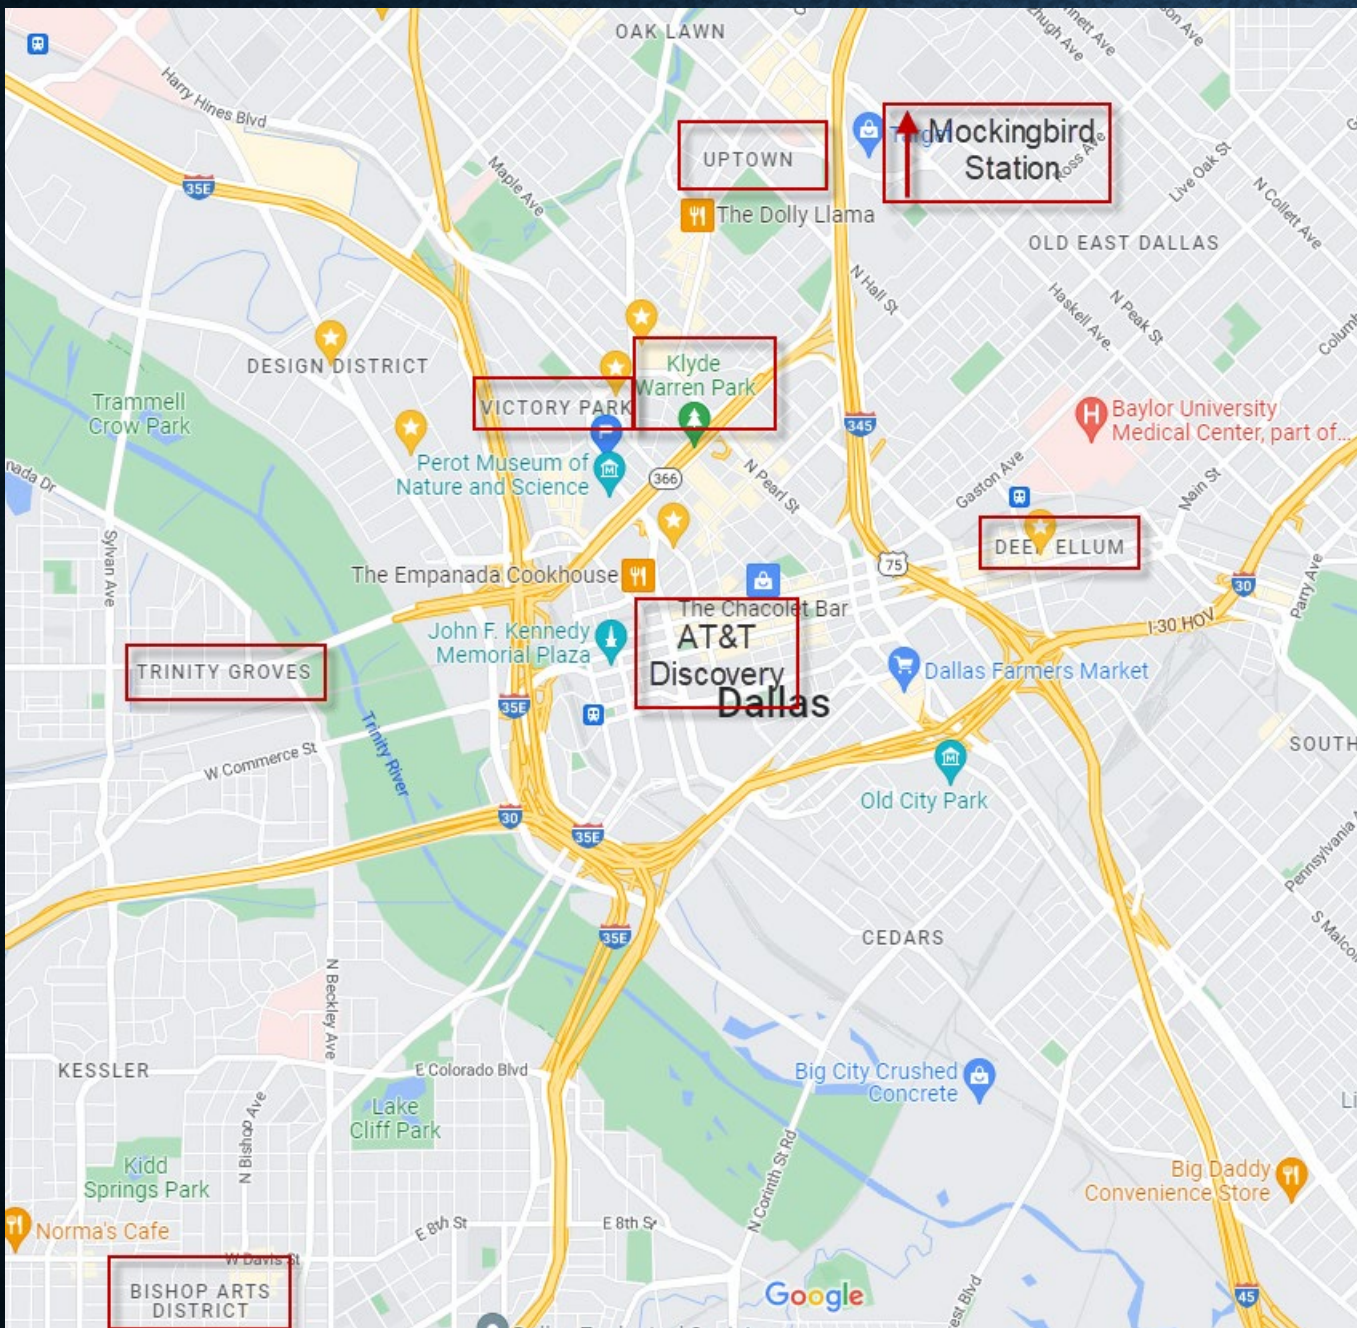 OAK LAWN
Harry Hines Blvd
35E
Maple Ave
UPTOWN
Target
Mockingbird
Station
Ross Ave
Live Oak St
N Collett Ave
The Dolly Llama
OLD EAST DALLAS
N Hall St
Haskell Ave.
N Peak St
DESIGN DISTRICT
Klyde
Warren Park
VICTORY PARK
Trammell
Crow Park
345
Baylor University
Medical Center, part of...
Perot Museum of
Nature and Science
366
N Pearl St
Gaston Ave
Main St
Sylvan Ave
DEEP ELLUM
75
The Empanada Cookhouse
30
Parry Ave
The Chacolet Bar
I-30 HOV
John F. Kennedy
Memorial Plaza
AT&T
Discovery
Dallas
Dallas Farmers Market
TRINITY GROVES
35E
Trinity River
W Commerce St
SOUTH
Old City Park
30
35E
Pennsylvania
S Malcol
35E
CEDARS
N Beckley Ave
KESSLER
E Colorado Blvd
Big City Crushed
Concrete
Li
Lake
Cliff Park
N Bishop Ave
Kidd
Springs Park
N Corinth St Rd
Big Daddy
Convenience Store
Norma's Cafe
E 8th St
E 8th St
W Davis St
BISHOP ARTS
DISTRICT
Google
45